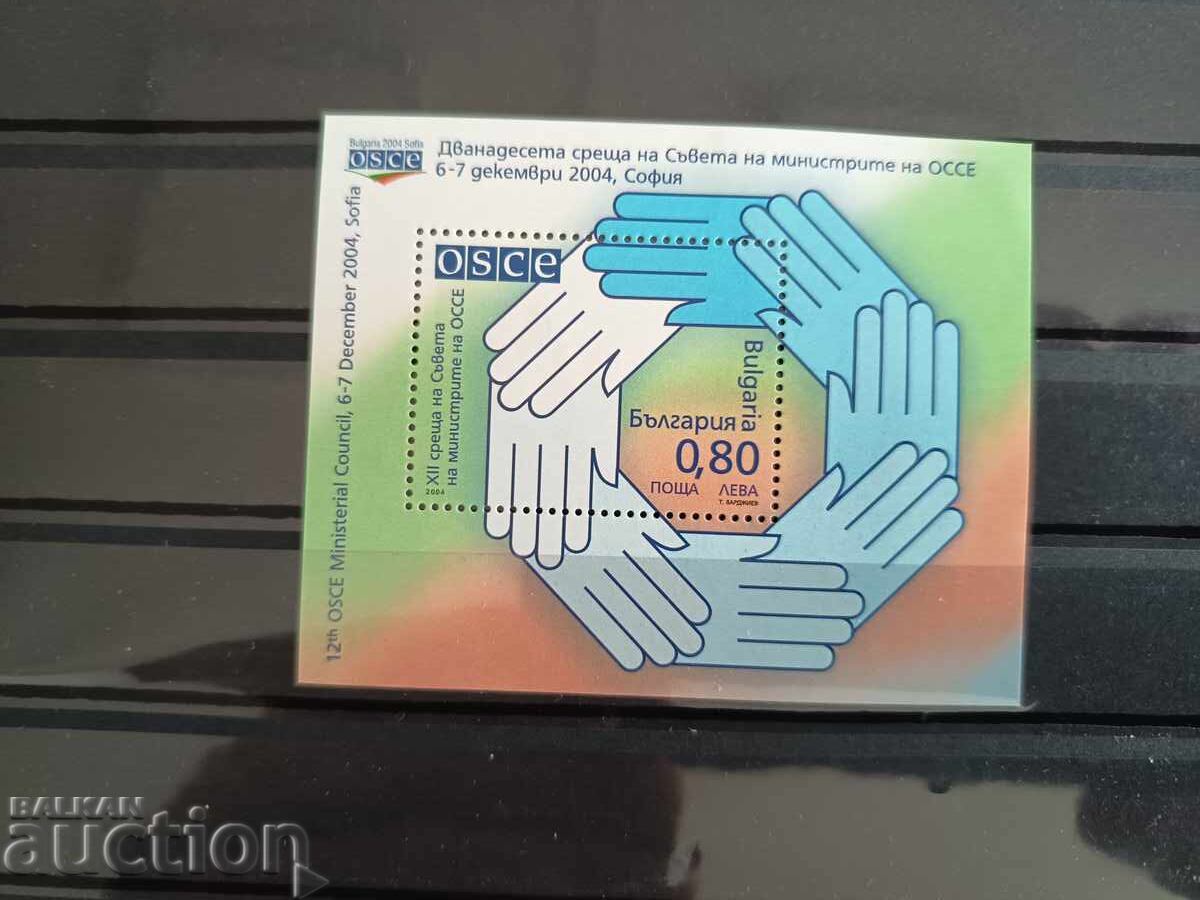 Bulgaria 2004 Sofia
OSCE
Дванадесета среща на Съвета на министрите на ОССЕ
6-7 декември 2004, София
12th OSCE Ministerial Council, 6-7 December 2004, Sofia
OSCE
XII среща на Съвета
на министрите на ОССЕ
2004
Bulgaria
България
0,80
ПОЩА ЛЕВА
Т. ВАРДЖИЕВ
BALKAN
auction